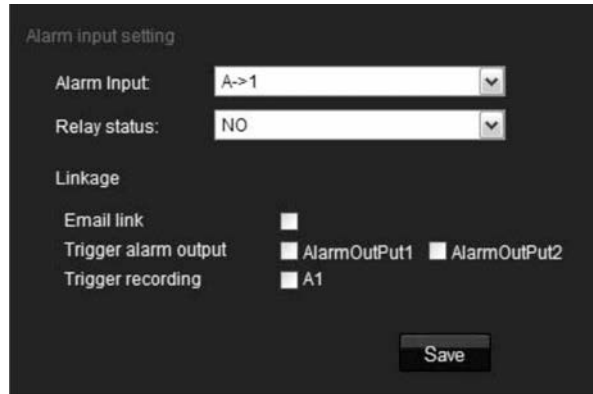 Alarm input setting
Alarm Input: A->1
Relay status: NO
Linkage
Email link
Trigger alarm output AlarmOutPut1 AlarmOutPut2
Trigger recording A1
Save